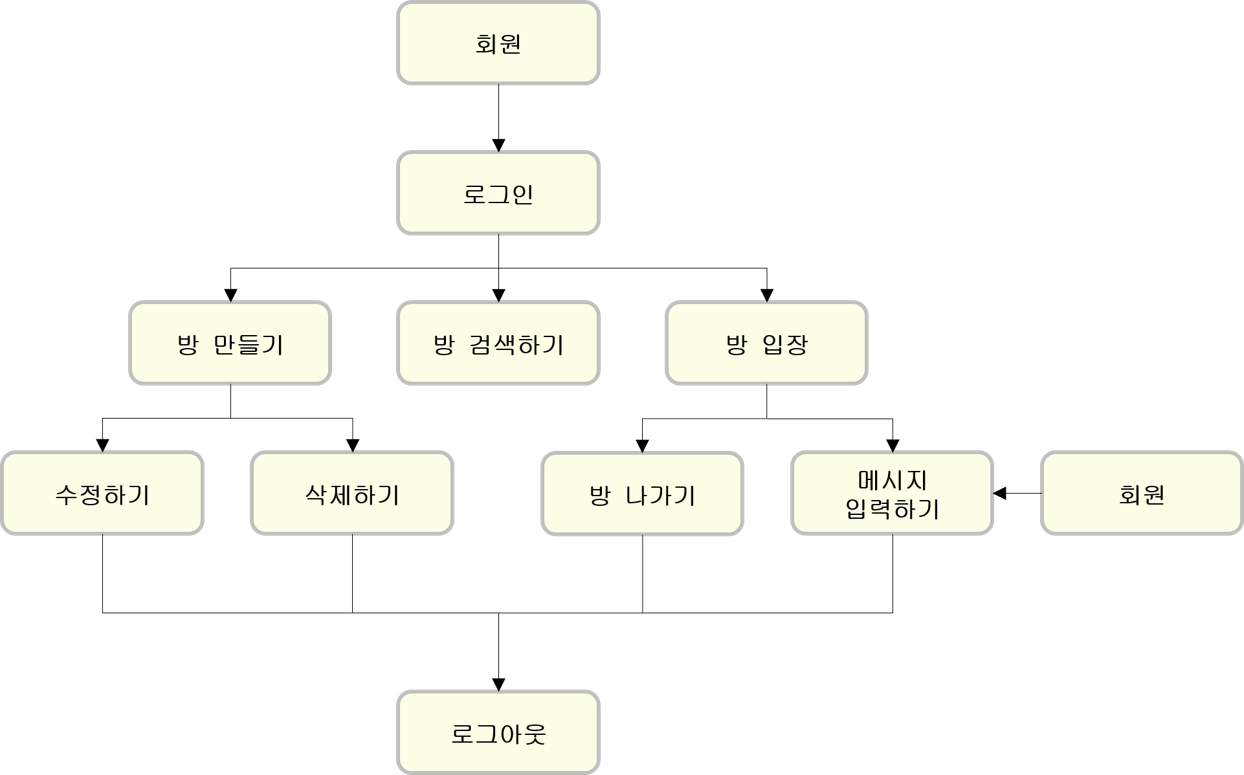 회원
로그인
방 만들기
방 검색하기
방 입장
수정하기
삭제하기
방 나가기
메시지
입력하기
회원
로그아웃